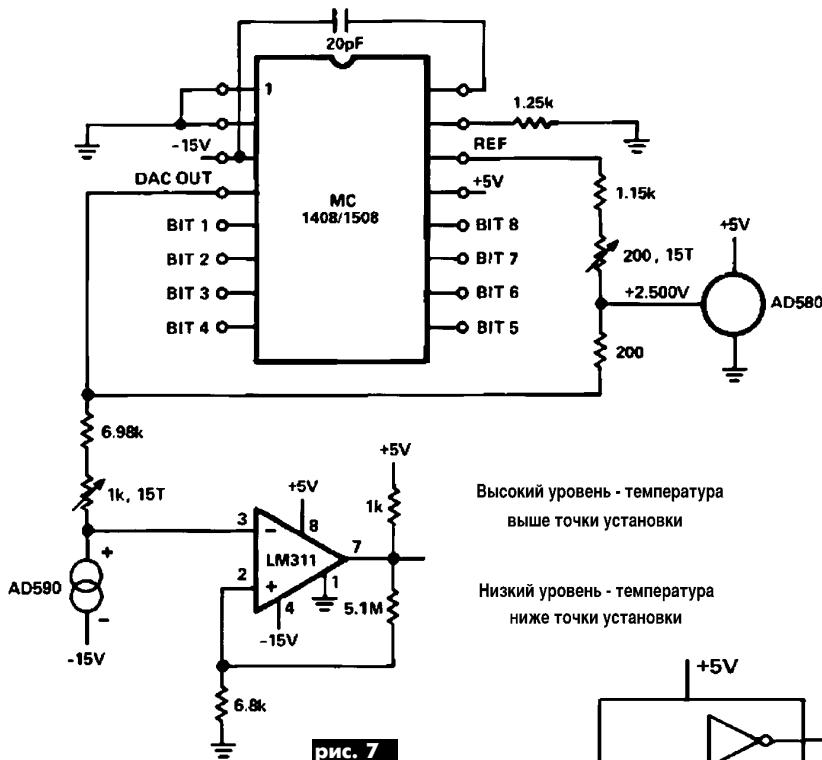 20pF
1
1.25k
-15V
REF
DAC OUT
+5V
MC
1408/1508
1.15k
BIT 1
BIT 8
+5V
BIT 2
BIT 7
200, 15T
BIT 3
BIT 6
+2.500V
AD580
BIT 4
BIT 5
200
6.98k
+5V
1k, 15T
+5V
1k
Высокий уровень - температура
выше точки установки
3
-
8
7
LM311
+
AD590
2
+
1
4
5.1M
-
-15V
-15V
Низкий уровень - температура
ниже точки установки
6.8k
+5V
рис. 7